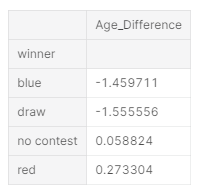 Age_Difference
winner
blue -1.459711
draw -1.555556
no contest 0.058824
red 0.273304